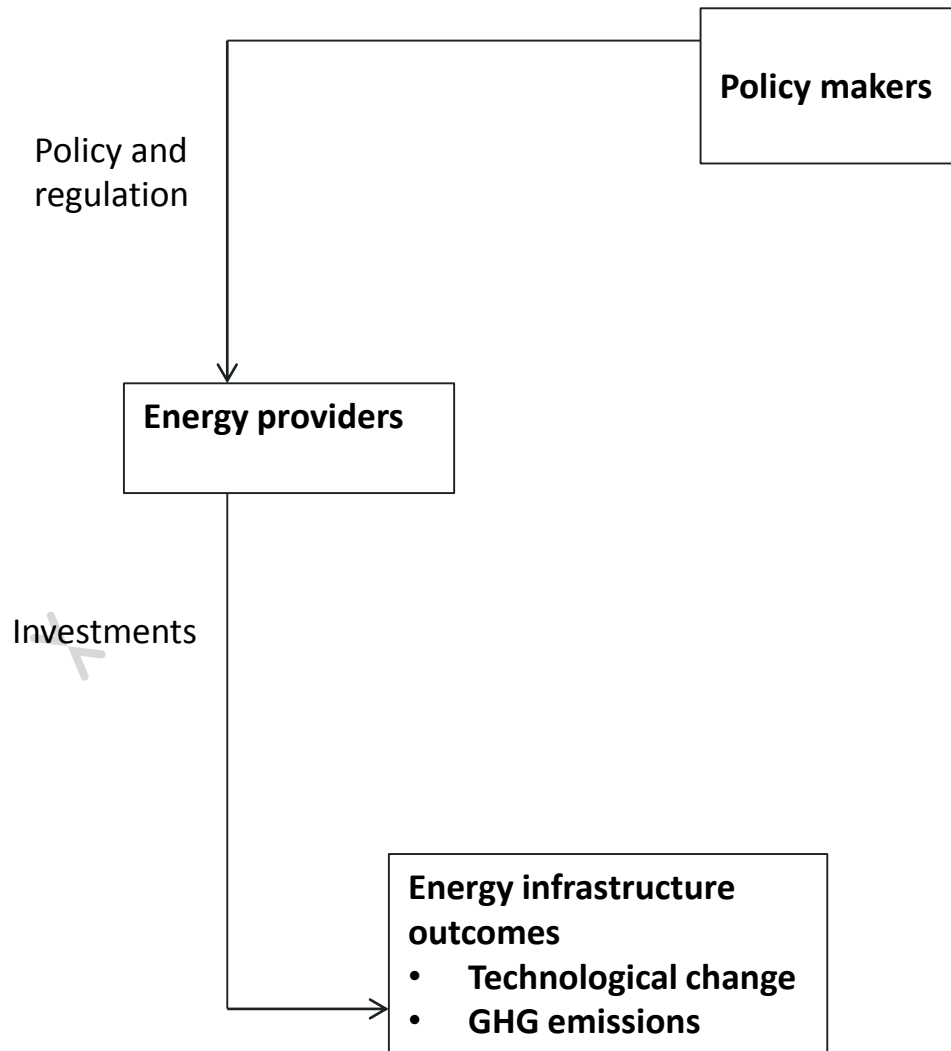 Policy makers
Policy and
regulation
Energy providers
Investments
Energy infrastructure
outcomes
• Technological change
• GHG emissions